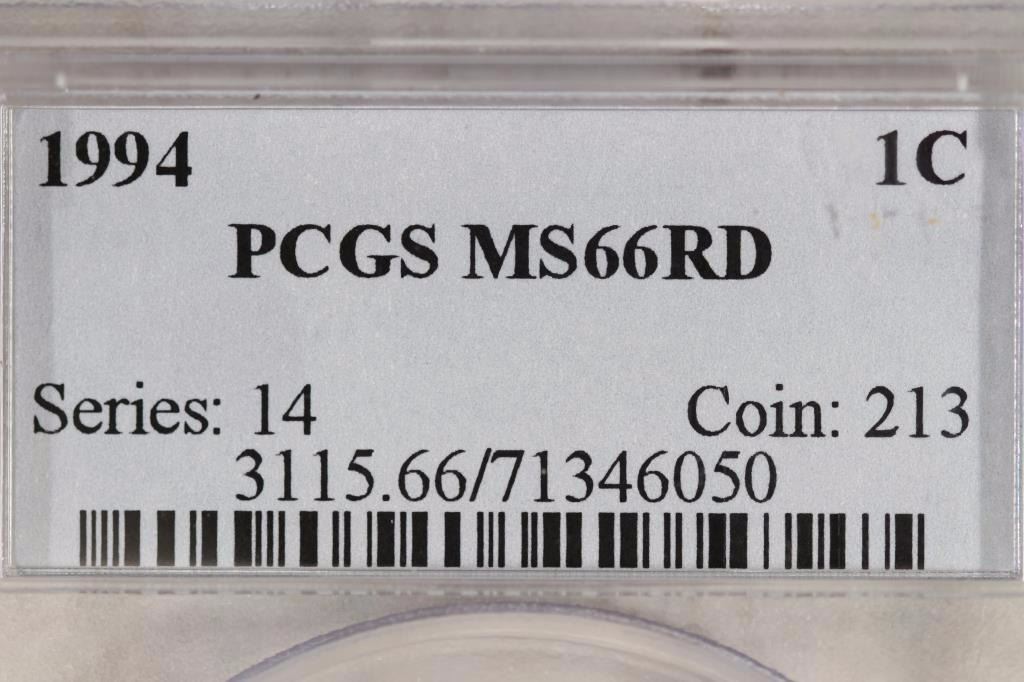 1994 1C
PCGS MS66RD
Series: 14 Coin: 213
3115.66/71346050